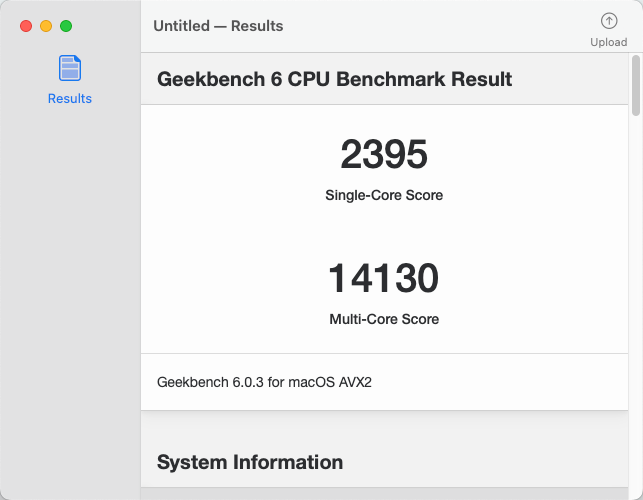 Untitled — Results
Upload
Results
Geekbench 6 CPU Benchmark Result
2395
Single-Core Score
14130
Multi-Core Score
Geekbench 6.0.3 for macOS AVX2
System Information